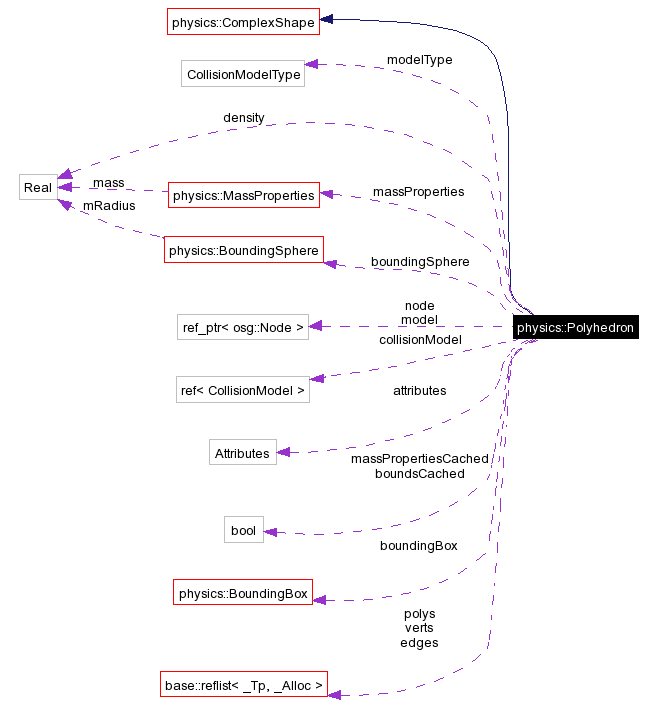 physics::ComplexShape
modelType
CollisionModelType
density
Real
mass
physics::MassProperties
massProperties
mRadius
physics::BoundingSphere
boundingSphere
node
model
ref_ptr< osg::Node >
physics::Polyhedron
collisionModel
ref< CollisionModel >
attributes
Attributes
massPropertiesCached
boundsCached
bool
boundingBox
physics::BoundingBox
polys
verts
edges
base::reflist< _Tp, _Alloc >